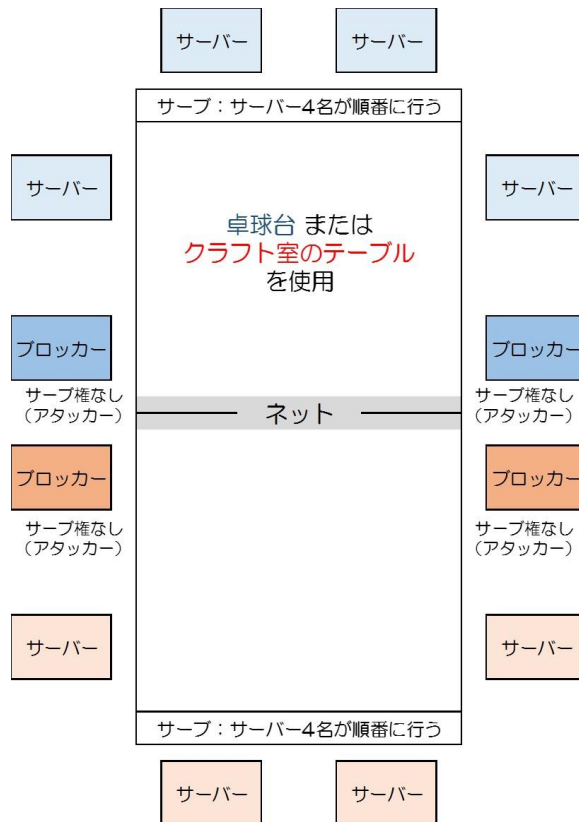 サーバー
サーバー
サーブ：サーバー4名が順番に行う
サーバー
サーバー
卓球台 または
クラフト室のテーブル
を使用
ブロッカー
ブロッカー
サーブ権なし
（アタッカー）
サーブ権なし
（アタッカー）
ネット
ブロッカー
ブロッカー
サーブ権なし
（アタッカー）
サーブ権なし
（アタッカー）
サーバー
サーバー
サーブ：サーバー4名が順番に行う
サーバー
サーバー